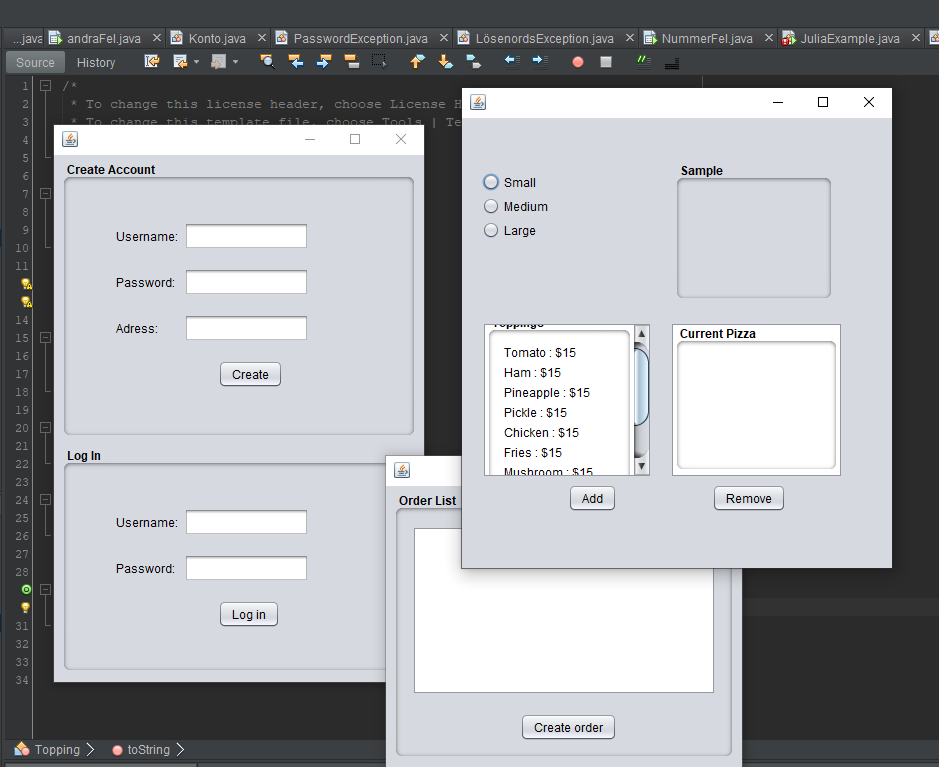 ...java andraFel.java Konto.java PasswordException.java LösenordsException.java NummerFel.java JuliaExample.java
Source History
1 /*
2 * To change this license header, choose License H
3 * To change this template file, choose Tools | Te
4
5
6
7
8
9
10
11
14
15
16
17
18
19
20
21
22
23
24
25
26
27
28
31
32
33
34
Create Account
Username:
Password:
Adress:
Create
Log In
Username:
Password:
Log in
Order List
Create order
Small
Medium
Large
Sample
Toppings
Tomato : $15
Ham : $15
Pineapple : $15
Pickle : $15
Chicken : $15
Fries : $15
Mushroom : $15
Add
Current Pizza
Remove
Topping toString